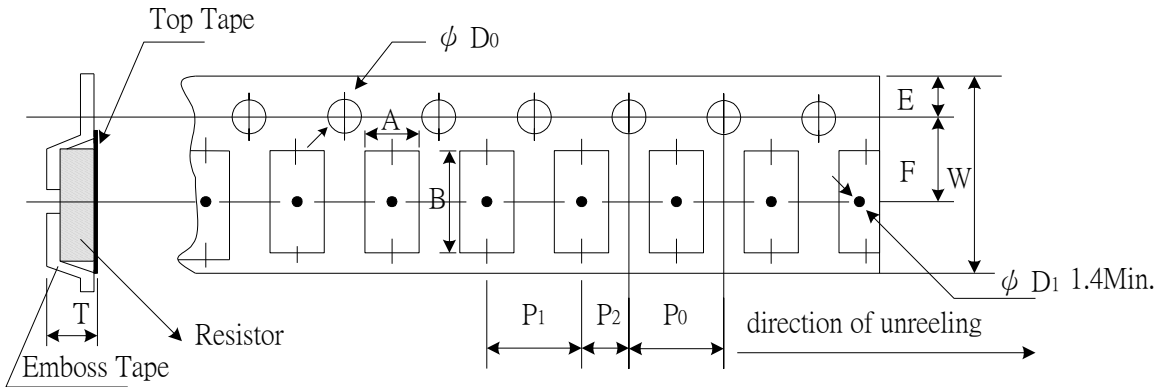 Top Tape
φ D0
E
A
F
W
B
φ D1 1.4Min.
T
P1
P2
P0
Resistor
direction of unreeling
Emboss Tape